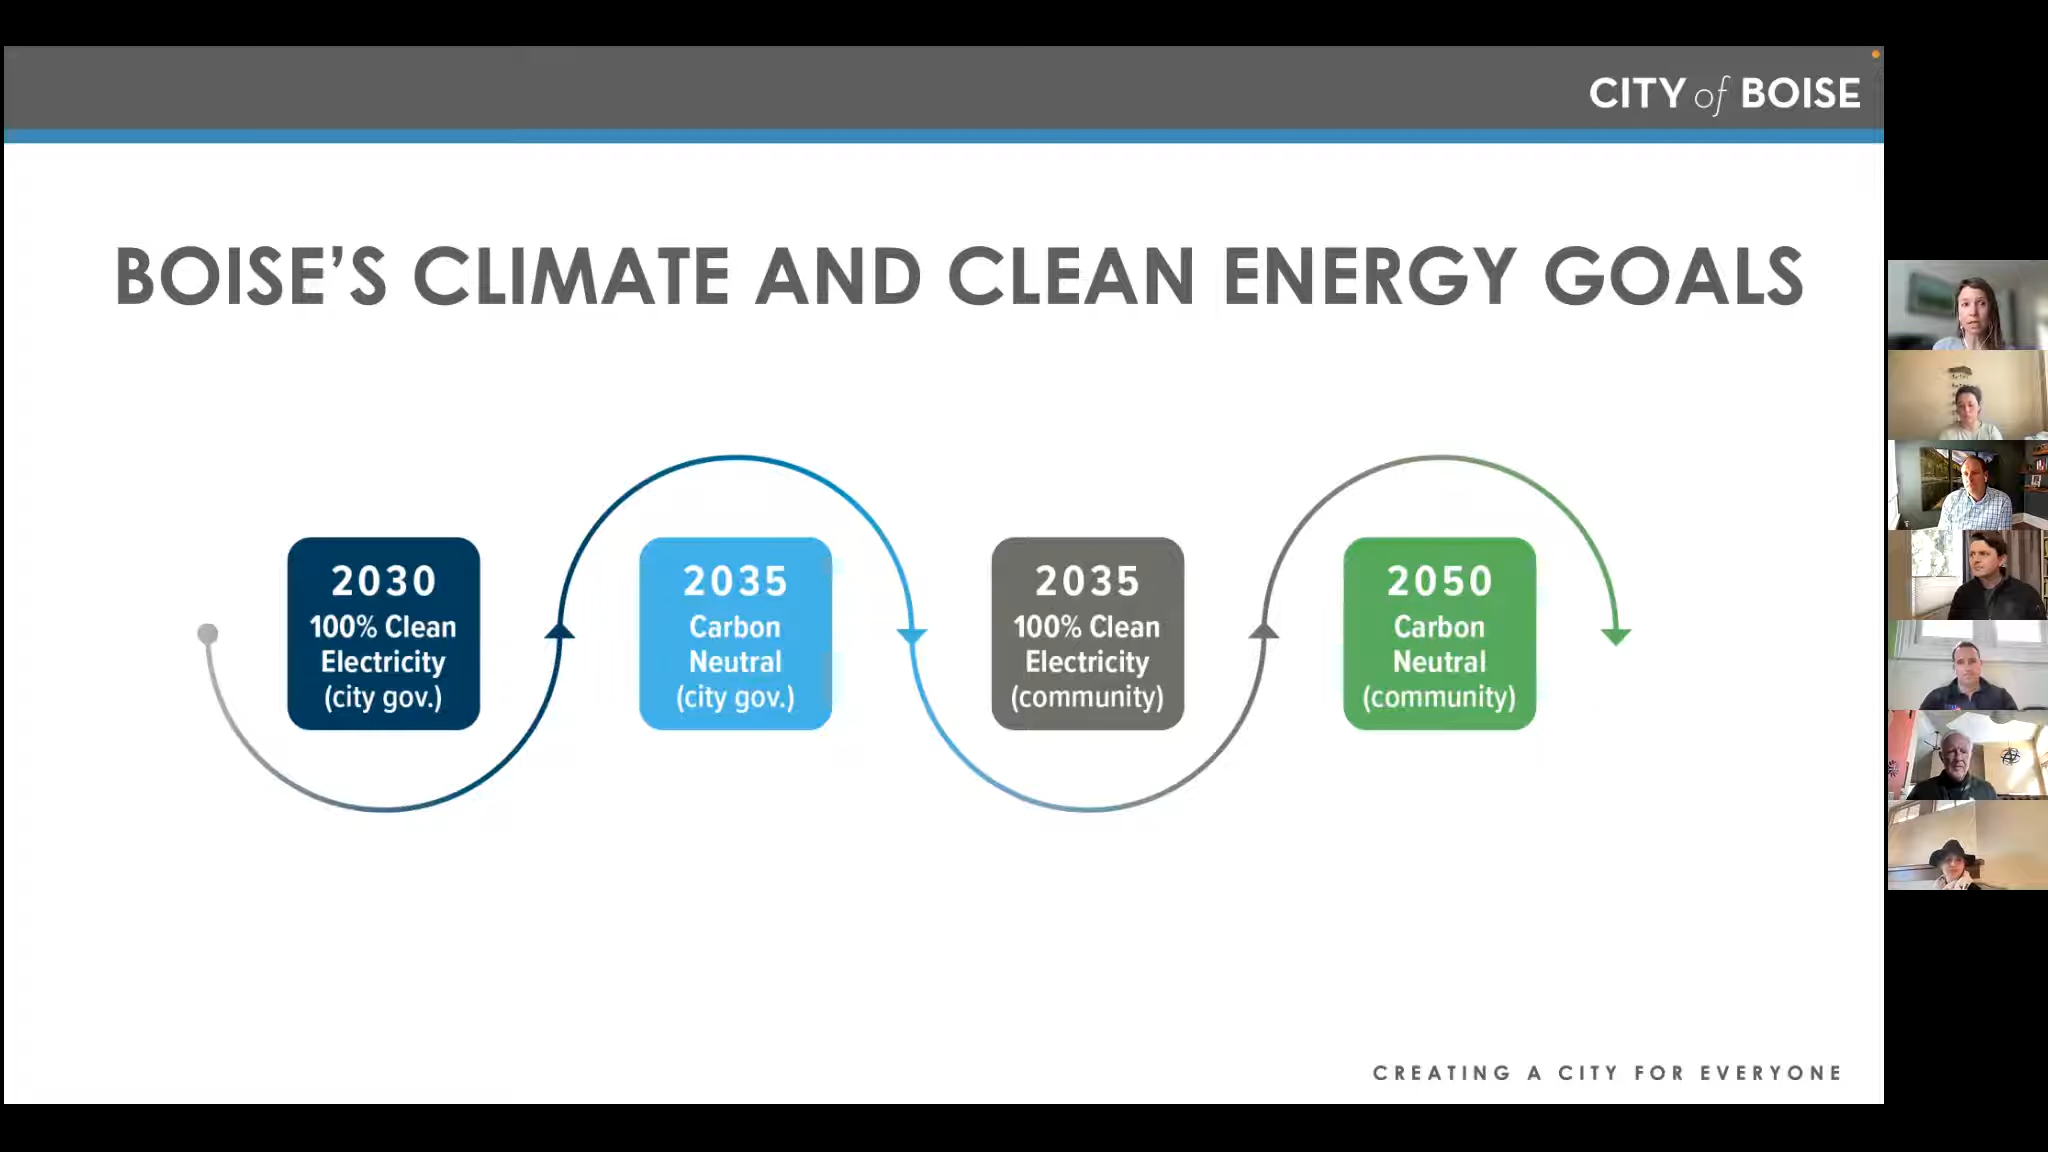 CITY of BOISE
BOISE’S CLIMATE AND CLEAN ENERGY GOALS
2030
100% Clean
Electricity
(city gov.)
2035
Carbon
Neutral
(city gov.)
2035
100% Clean
Electricity
(community)
2050
Carbon
Neutral
(community)
CREATING A CITY FOR EVERYONE